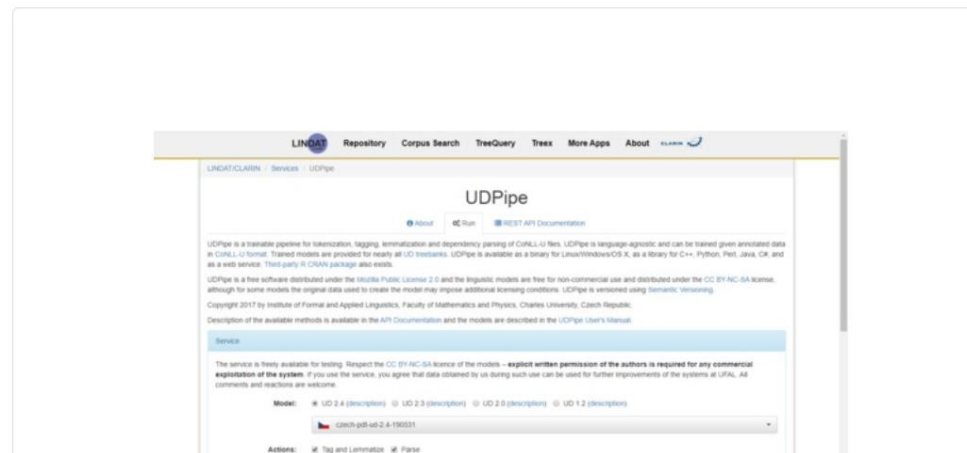 LINDAT Repository Corpus Search TreeQuery Treex More Apps About CLARIN
LINDAT/CLARIN / Services / UDPipe
UDPipe
About Run REST API Documentation
UDPipe is a trainable pipeline for tokenization, tagging, lemmatization and dependency parsing of CoNLL-U files. UDPipe is language-agnostic and can be trained given annotated data
in CoNLL-U format. Trained models are provided for nearly all UD treebanks. UDPipe is available as a binary for Linux/Windows/OS X, as a library for C++, Python, Perl, Java, C#, and
as a web service. Third-party R CRAN package also exists.
UDPipe is a free software distributed under the Mozilla Public License 2.0 and the linguistic models are free for non-commercial use and distributed under the CC BY-NC-SA license,
although for some models the original data used to create the model may impose additional licensing conditions. UDPipe is versioned using Semantic Versioning.
Copyright 2017 by Institute of Formal and Applied Linguistics, Faculty of Mathematics and Physics, Charles University, Czech Republic.
Description of the available methods is available in the API Documentation and the models are described in the UDPipe User's Manual.
Service
The service is freely available for testing. Respect the CC BY-NC-SA licence of the models – explicit written permission of the authors is required for any commercial
exploitation of the system. If you use the service, you agree that data obtained by us during such use can be used for further improvements of the systems at UFAL. All
comments and reactions are welcome.
Model: UD 2.4 (description) UD 2.3 (description) UD 2.0 (description) UD 1.2 (description)
czech-pdt-ud-2.4-190531
Actions: Tag and Lemmatize Parse